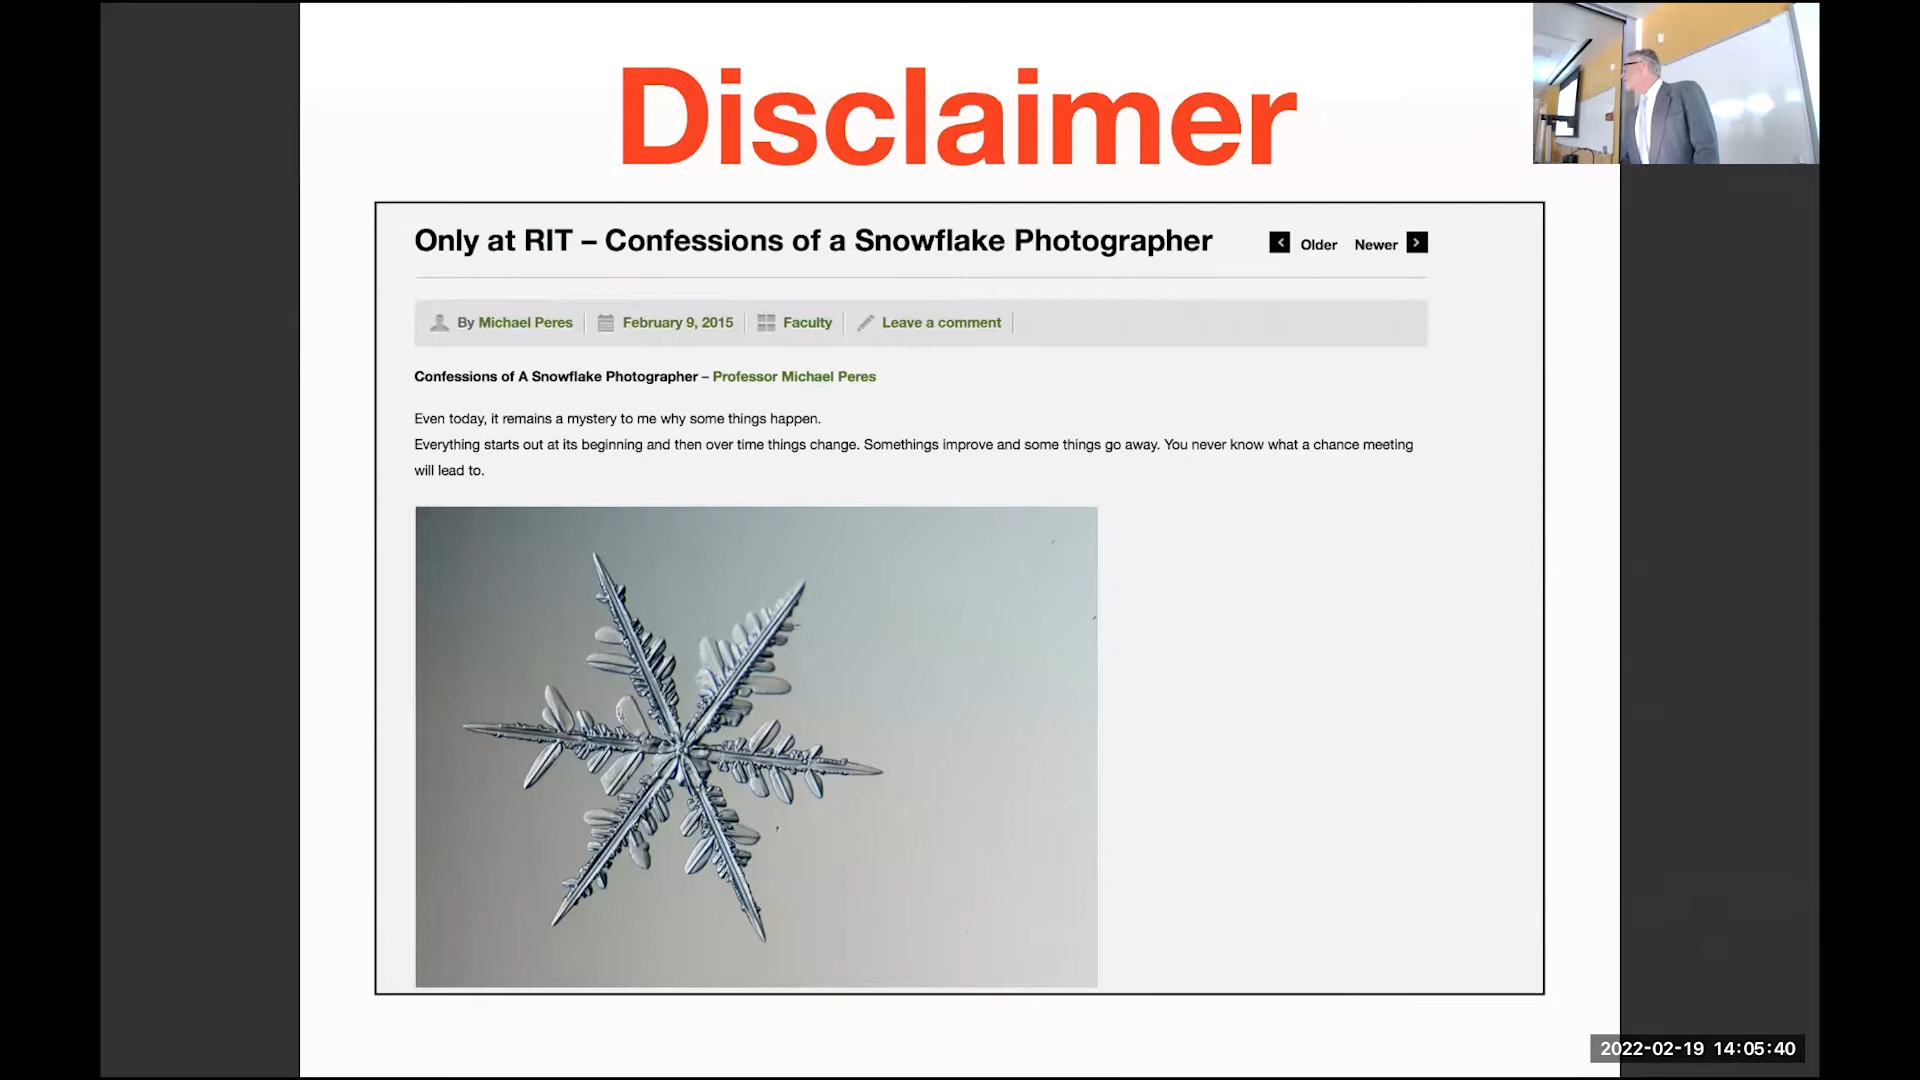 Disclaimer
Only at RIT – Confessions of a Snowflake Photographer
Older Newer
By Michael Peres February 9, 2015 Faculty Leave a comment
Confessions of A Snowflake Photographer – Professor Michael Peres
Even today, it remains a mystery to me why some things happen.
Everything starts out at its beginning and then over time things change. Somethings improve and some things go away. You never know what a chance meeting
will lead to.
2022-02-19 14:05:40